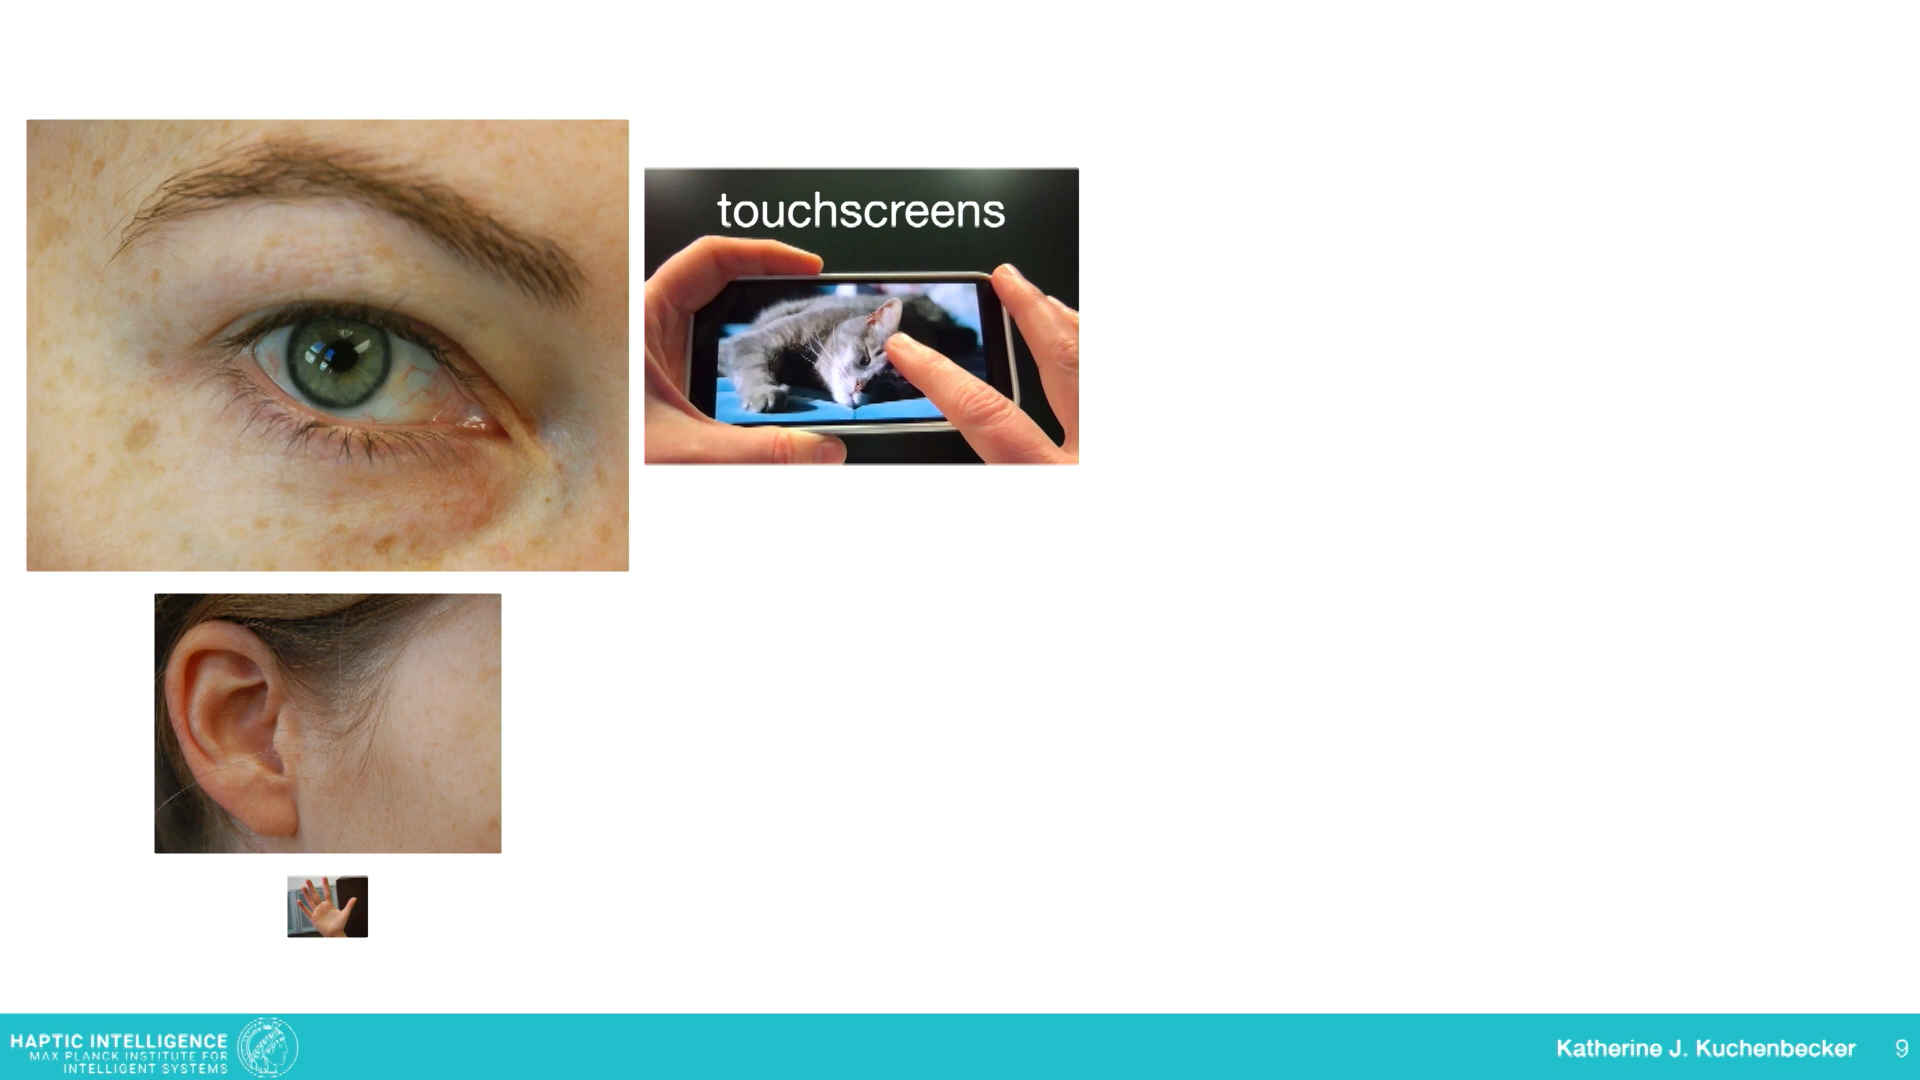 touchscreens
HAPTIC INTELLIGENCE
MAX PLANCK INSTITUTE FOR
INTELLIGENT SYSTEMS
Katherine J. Kuchenbecker 9